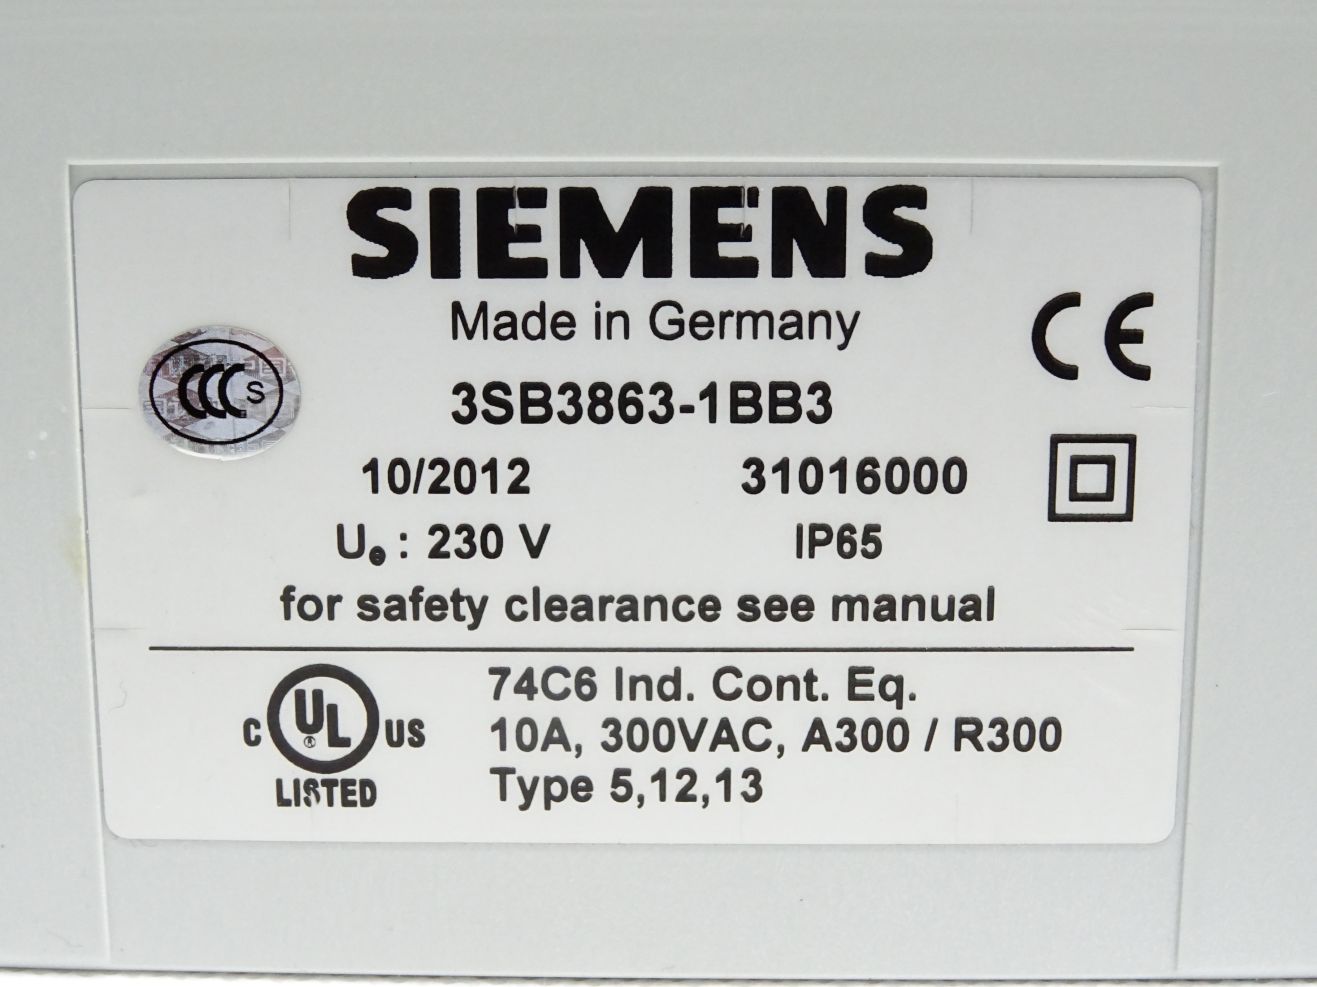 SIEMENS
Made in Germany
CCC S
CE
3SB3863-1BB3
10/2012 31016000
Ue : 230 V IP65
for safety clearance see manual
C UL ® US
LISTED
74C6 Ind. Cont. Eq.
10A, 300VAC, A300 / R300
Type 5,12,13